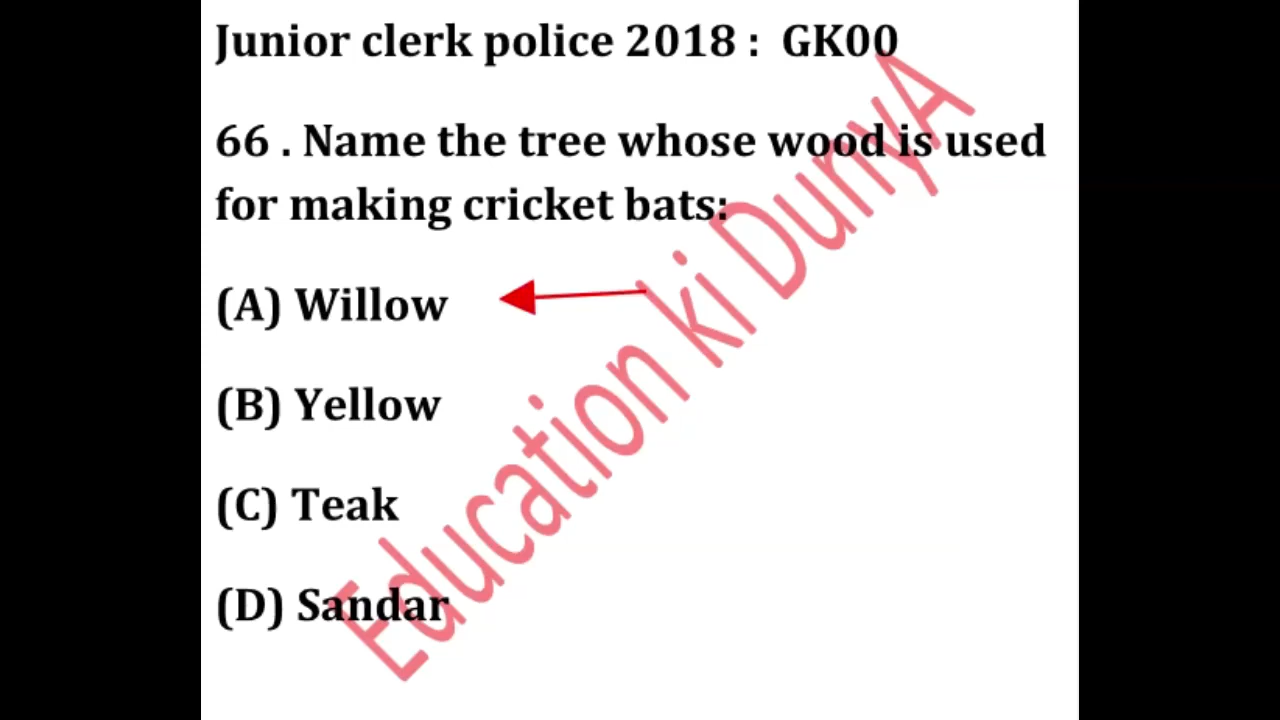 Junior clerk police 2018 : GK00
66 . Name the tree whose wood is used
for making cricket bats:
(A) Willow
(B) Yellow
(C) Teak
(D) Sandar
Education ki DunyA